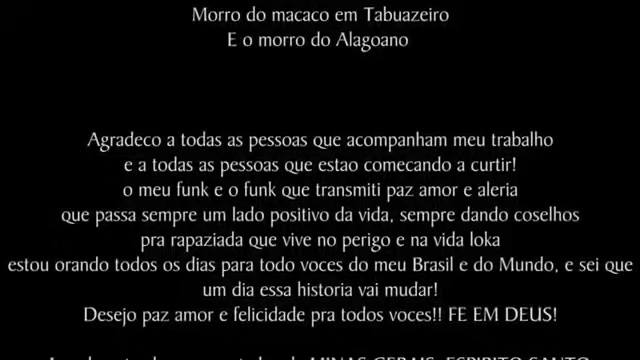 Morro do macaco em Tabuazeiro
E o morro do Alagoano
Agradeco a todas as pessoas que acompanham meu trabalho
e a todas as pessoas que estao comecando a curtir!
o meu funk e o funk que transmiti paz amor e aleria
que passa sempre um lado positivo da vida, sempre dando coselhos
pra rapaziada que vive no perigo e na vida loka
estou orando todos os dias para todo voces do meu Brasil e do Mundo, e sei que
um dia essa historia vai mudar!
Desejo paz amor e felicidade pra todos voces!! FE EM DEUS!
MINAS GERAIS, ESPIRITO SANTO